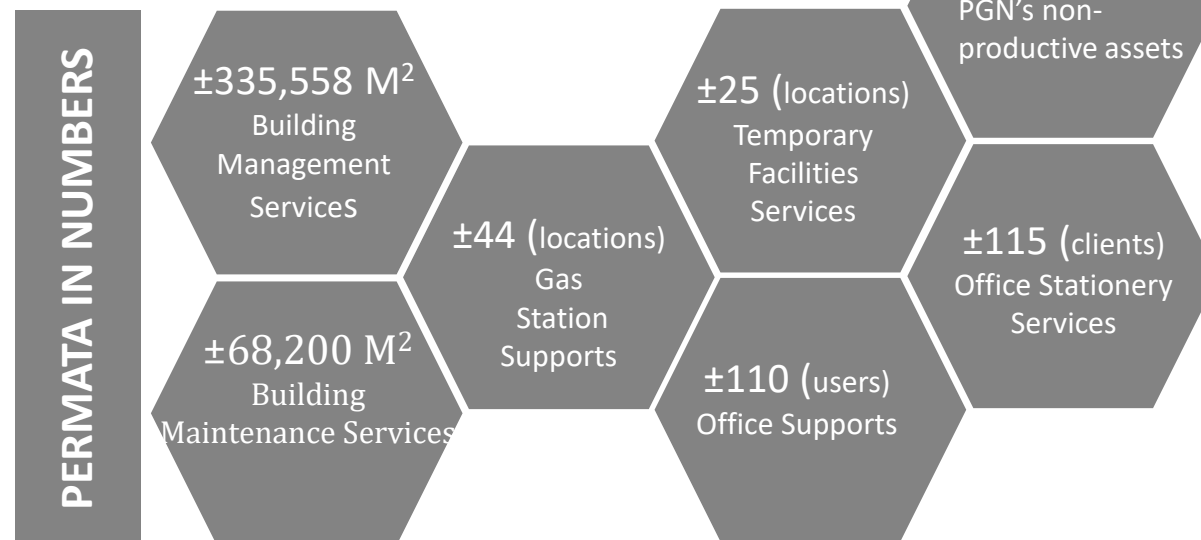 PERMATA IN NUMBERS
±335,558 M²
Building
Management
Services
±68,200 M²
Building
Maintenance Services
±44 (locations)
Gas
Station
Supports
±25 (locations)
Temporary
Facilities
Services
±110 (users)
Office Supports
PGN’s non-
productive assets
±115 (clients)
Office Stationery
Services